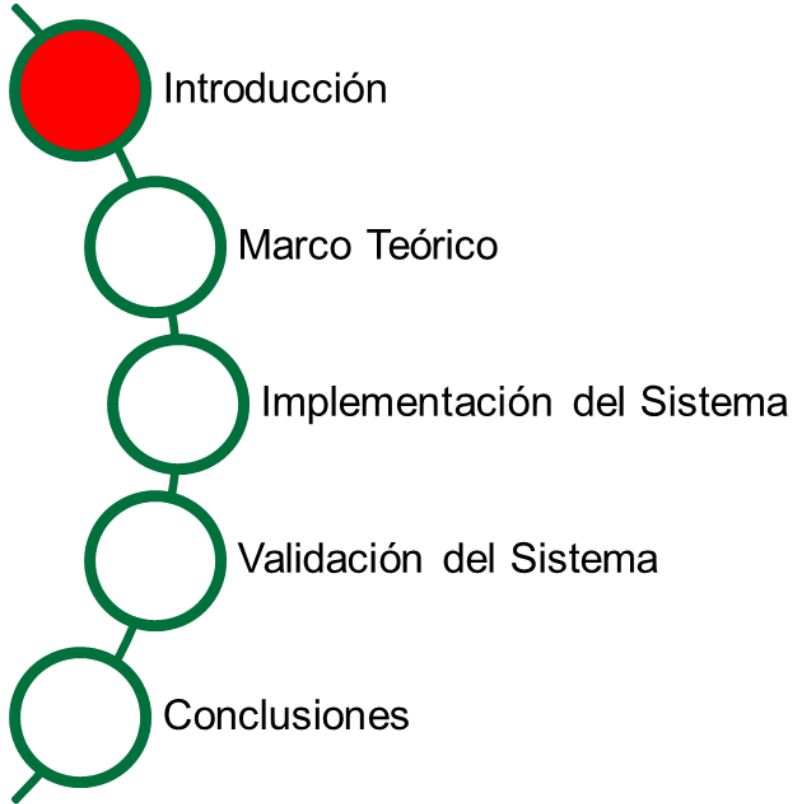 Introducción
Marco Teórico
Implementación del Sistema
Validación del Sistema
Conclusiones